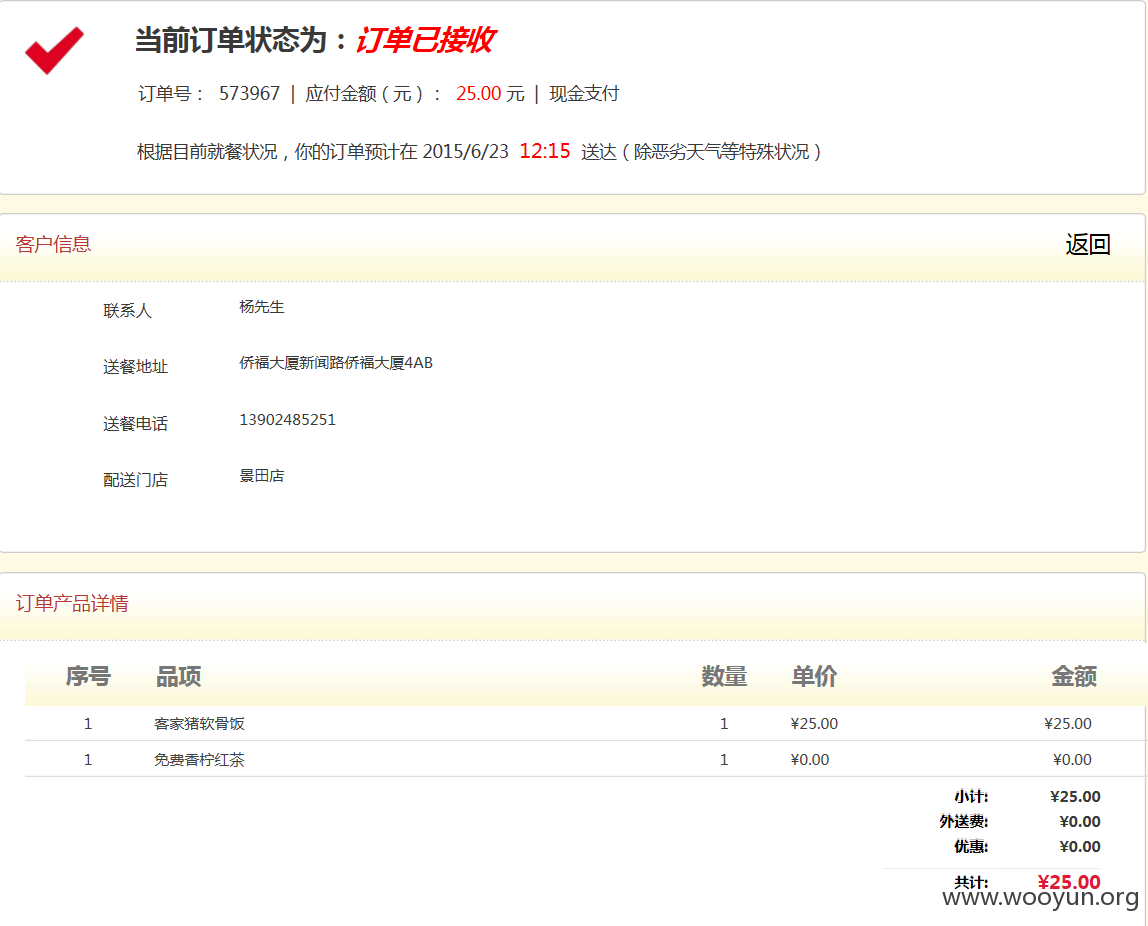 当前订单状态为：订单已接收
订单号： 573967 | 应付金额（元）： 25.00 元 | 现金支付
根据目前就餐状况，你的订单预计在 2015/6/23 12:15 送达（除恶劣天气等特殊状况）
客户信息 返回
联系人 杨先生
送餐地址 侨福大厦新闻路侨福大厦4AB
送餐电话 13902485251
配送门店 景田店
订单产品详情
序号 品项 数量 单价 金额
1 客家猪软骨饭 1 ¥25.00 ¥25.00
1 免费香柠红茶 1 ¥0.00 ¥0.00
小计: ¥25.00
外送费: ¥0.00
优惠: ¥0.00
共计: ¥25.00
www.wooyun.org